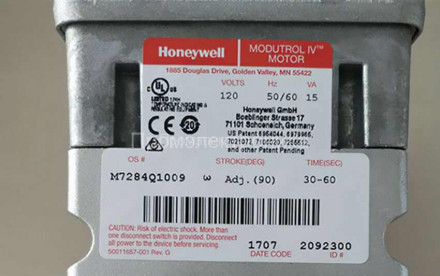 Honeywell
MODUTROL IV™
MOTOR
1885 Douglas Drive, Golden Valley, MN 55422
VOLTS Hz VA
120 50/60 15
LISTED
Honeywell GmbH
Boeblinger Strasse 17
71101 Schoenaich, Germany
US Patent 6954044, 6979965,
7021072, 7100020, 7265512,
and other Patent Pending
OS # STROKE(DEG) TIME(SEC)
M7284Q1009 Adj.(90) 30-60
CAUTION: Risk of electric shock. More than one
disconnect switch is provided. Disconnect
all power to the device before servicing.
50011657-001 Rev. G
1707 2092300
DATE CODE ID #